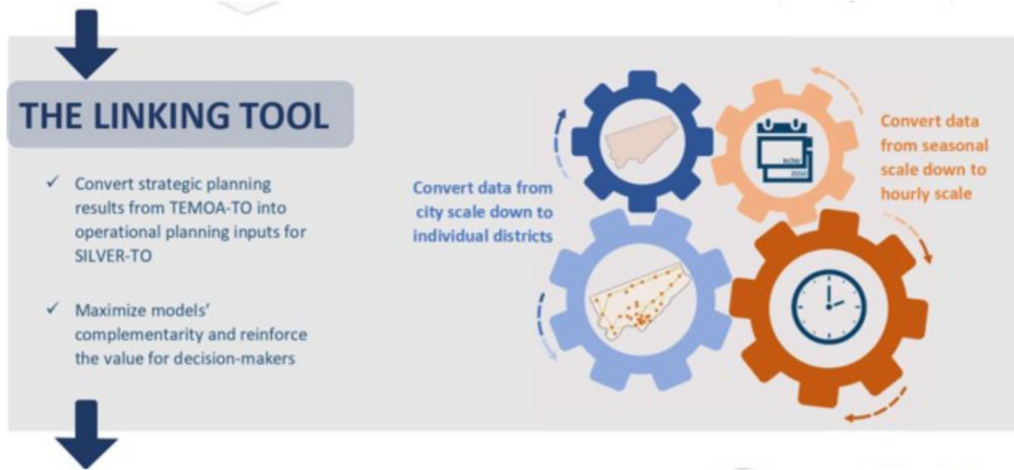 THE LINKING TOOL
✓ Convert strategic planning
results from TEMOA-TO into
operational planning inputs for
SILVER-TO
✓ Maximize models'
complementarity and reinforce
the value for decision-makers
Convert data from
city scale down to
individual districts
Convert data
from seasonal
scale down to
hourly scale